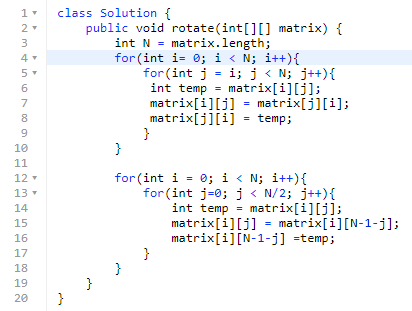 1 class Solution {
2     public void rotate(int[][] matrix) {
3         int N = matrix.length;
4         for(int i= 0; i < N; i++){
5             for(int j = i; j < N; j++){
6              int temp = matrix[i][j];
7              matrix[i][j] = matrix[j][i];
8              matrix[j][i] = temp;
9             }
10         }
11
12         for(int i = 0; i < N; i++){
13             for(int j=0; j < N/2; j++){
14                 int temp = matrix[i][j];
15                 matrix[i][j] = matrix[i][N-1-j];
16                 matrix[i][N-1-j] =temp;
17             }
18         }
19     }
20 }